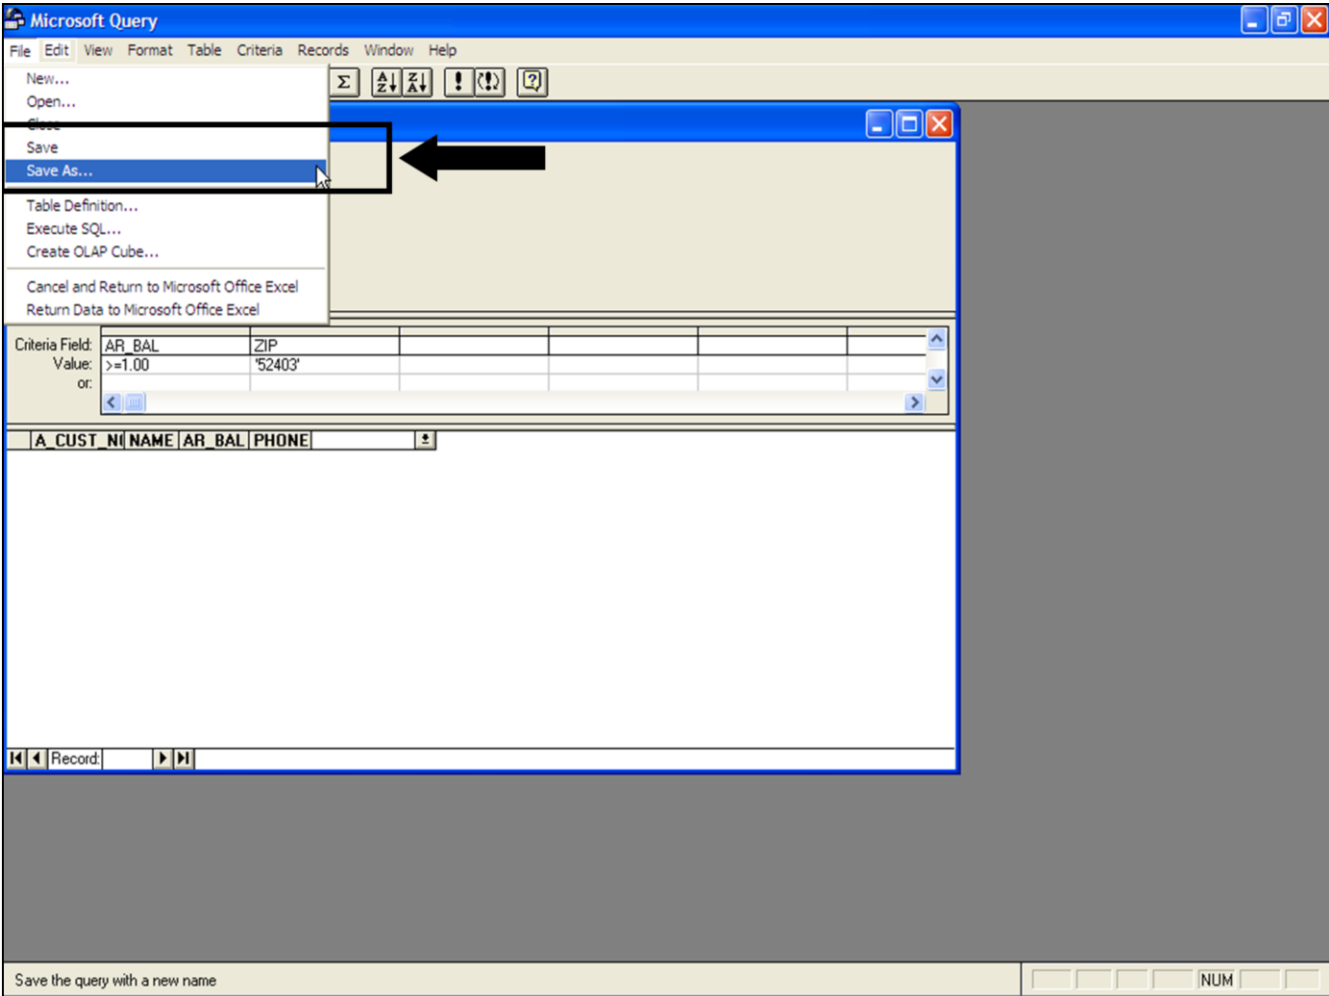 Microsoft Query
File Edit View Format Table Criteria Records Window Help
New...
Open...
Close
Save
Save As...
Table Definition...
Execute SQL...
Create OLAP Cube...
Cancel and Return to Microsoft Office Excel
Return Data to Microsoft Office Excel
Criteria Field: AR_BAL ZIP
Value: >=1.00 '52403'
or:
A_CUST_N NAME AR_BAL PHONE
Record:
Save the query with a new name NUM